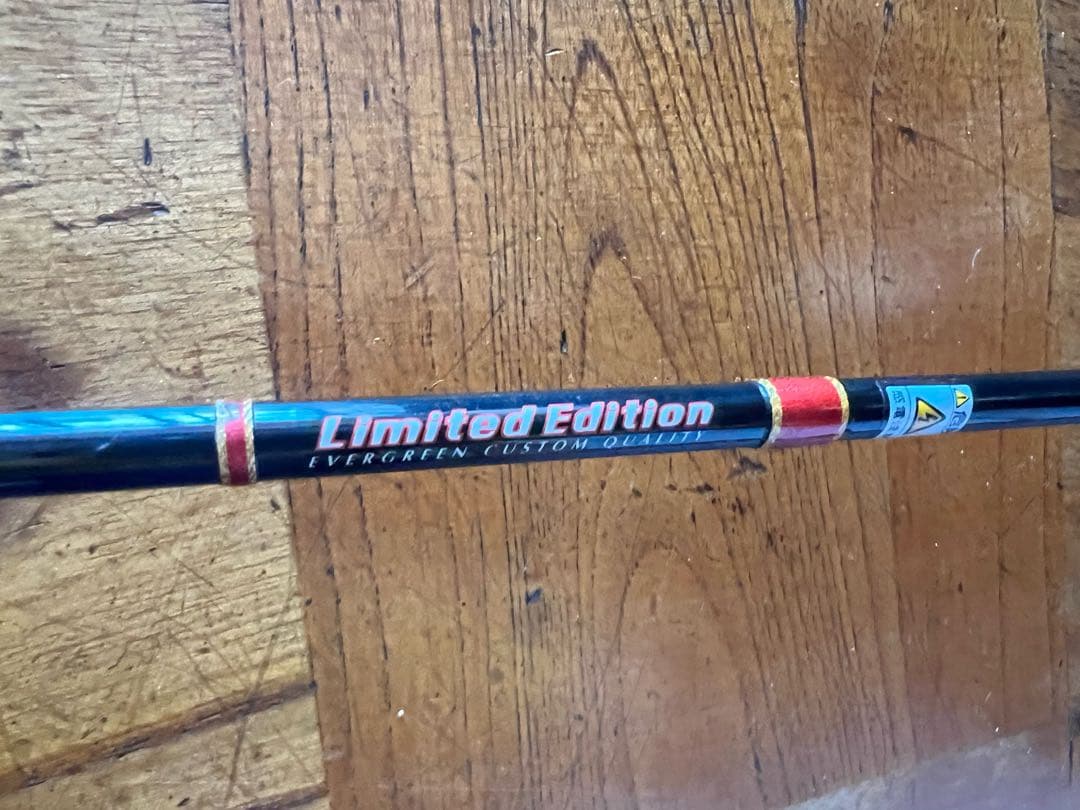 Limited Edition
EVERGREEN CUSTOM QUALITY